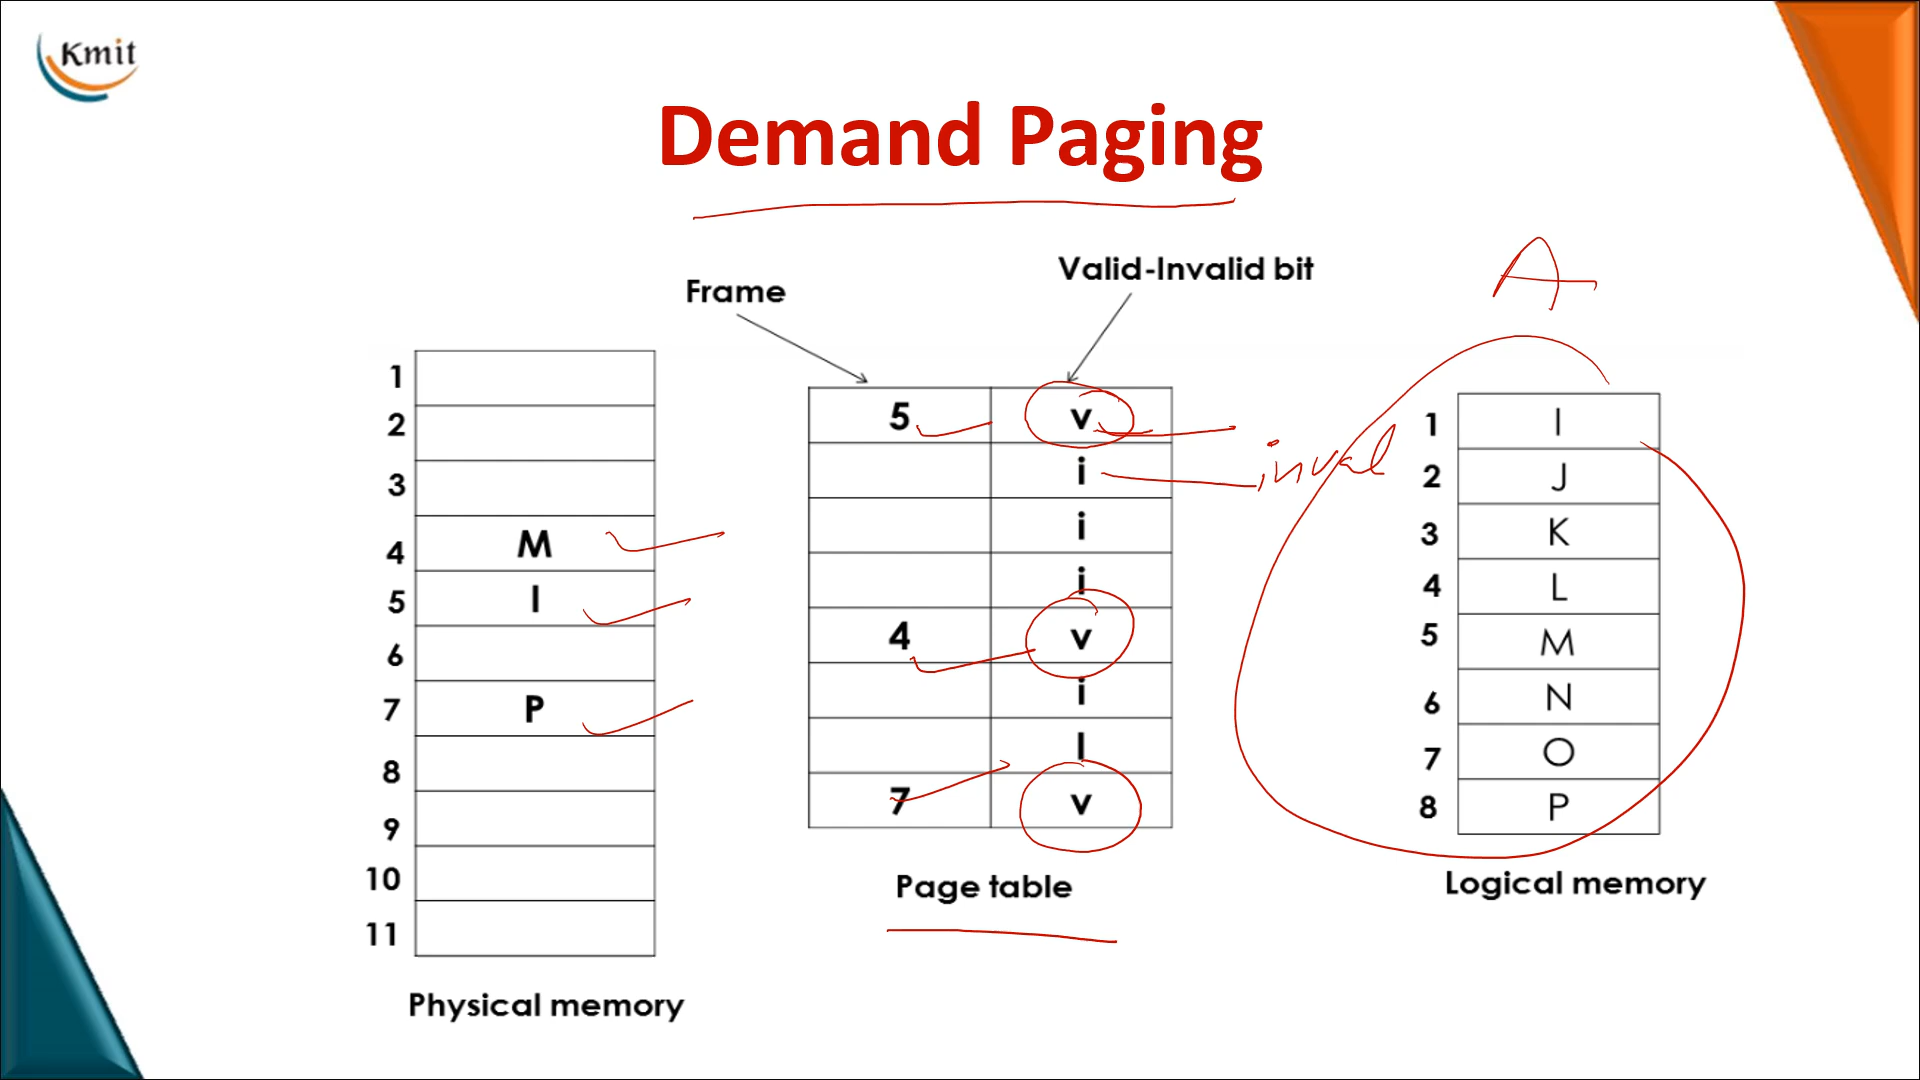 Kmit
Demand Paging
A
Frame
Valid-Invalid bit
1
2
3
4 M
5 I
6
7 P
8
9
10
11
Physical memory
5 v
i inval
i
i
4 v
i
I
7 v
Page table
1 I
2 J
3 K
4 L
5 M
6 N
7 O
8 P
Logical memory